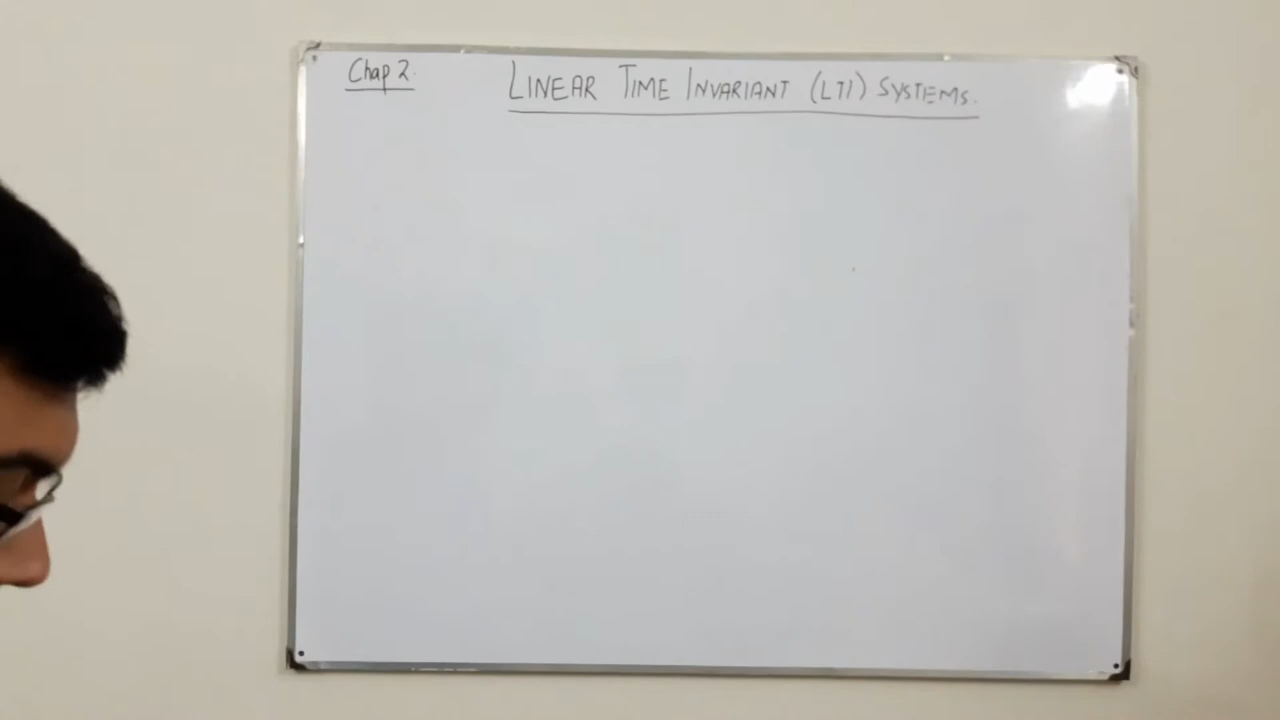 Chap 2.
LINEAR TIME INVARIANT (LTI) SYSTEMS.